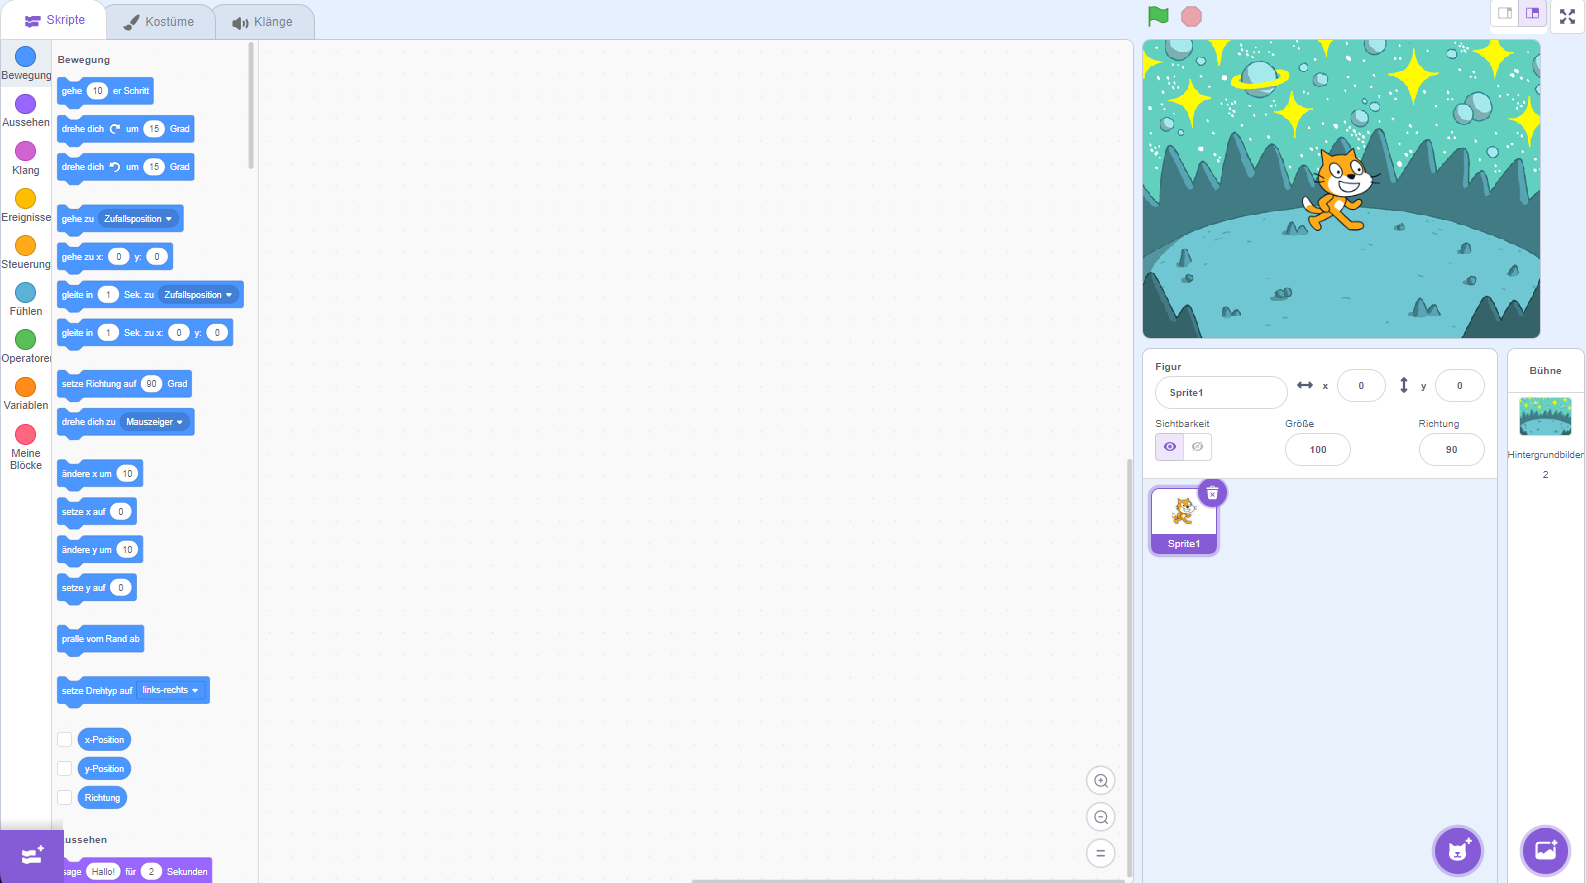 Skripte
Kostüme
Klänge
Bewegung
Aussehen
Klang
Ereignisse
Steuerung
Fühlen
Operatoren
Variablen
Meine
Blöcke
Bewegung
gehe 10 er Schritt
drehe dich um 15 Grad
drehe dich um 15 Grad
gehe zu Zufallsposition
gehe zu x: 0 y: 0
gleite in 1 Sek. zu Zufallsposition
gleite in 1 Sek. zu x: 0 y: 0
setze Richtung auf 90 Grad
drehe dich zu Mauszeiger
ändere x um 10
setze x auf 0
ändere y um 10
setze y auf 0
pralle vom Rand ab
setze Drehtyp auf links-rechts
x-Position
y-Position
Richtung
ussehen
sage Hallo! für 2 Sekunden
Figur
Sprite1
x 0
y 0
Sichtbarkeit
Größe
100
Richtung
90
Sprite1
Bühne
Hintergrundbilder
2